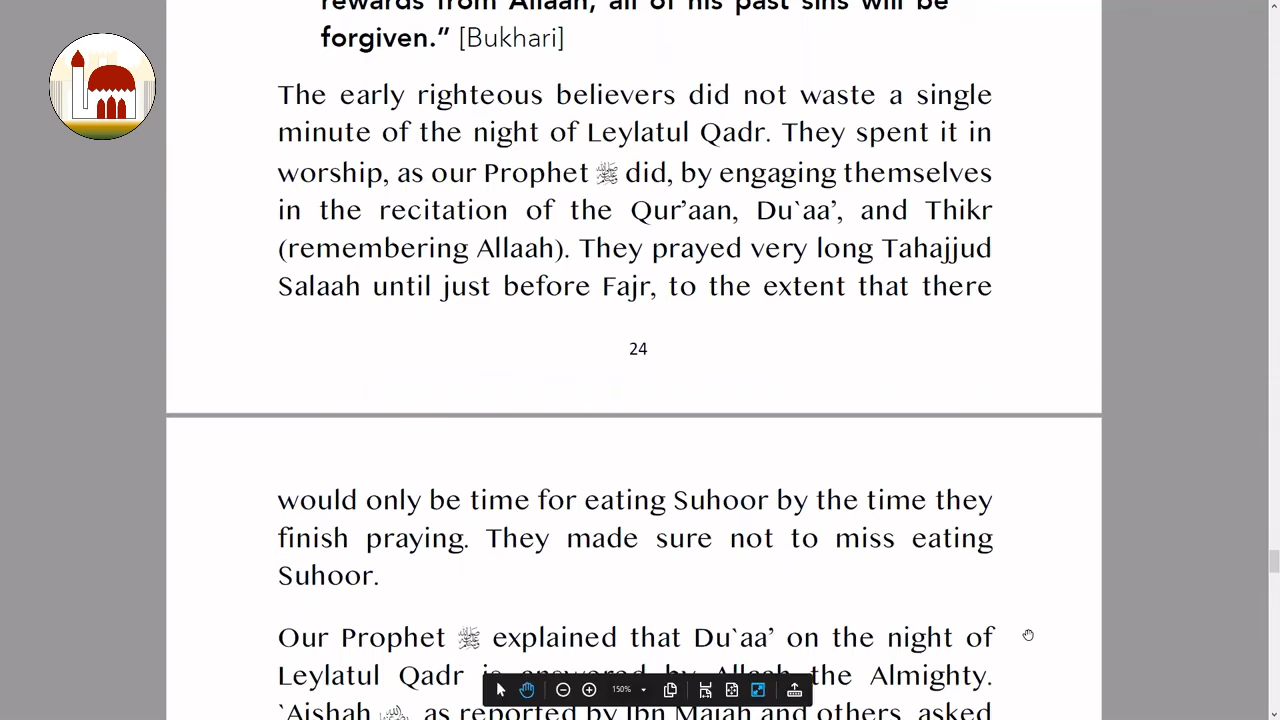 rewards from Allaah, all of his past sins will be
forgiven.” [Bukhari]
The early righteous believers did not waste a single
minute of the night of Leylatul Qadr. They spent it in
worship, as our Prophet ﷺ did, by engaging themselves
in the recitation of the Qur’aan, Du`aa’, and Thikr
(remembering Allaah). They prayed very long Tahajjud
Salaah until just before Fajr, to the extent that there
24
would only be time for eating Suhoor by the time they
finish praying. They made sure not to miss eating
Suhoor.
Our Prophet ﷺ explained that Du`aa’ on the night of
Leylatul Qadr is answered by Allaah the Almighty.
`Aishah as reported by Ibn Majah and others, asked
150%